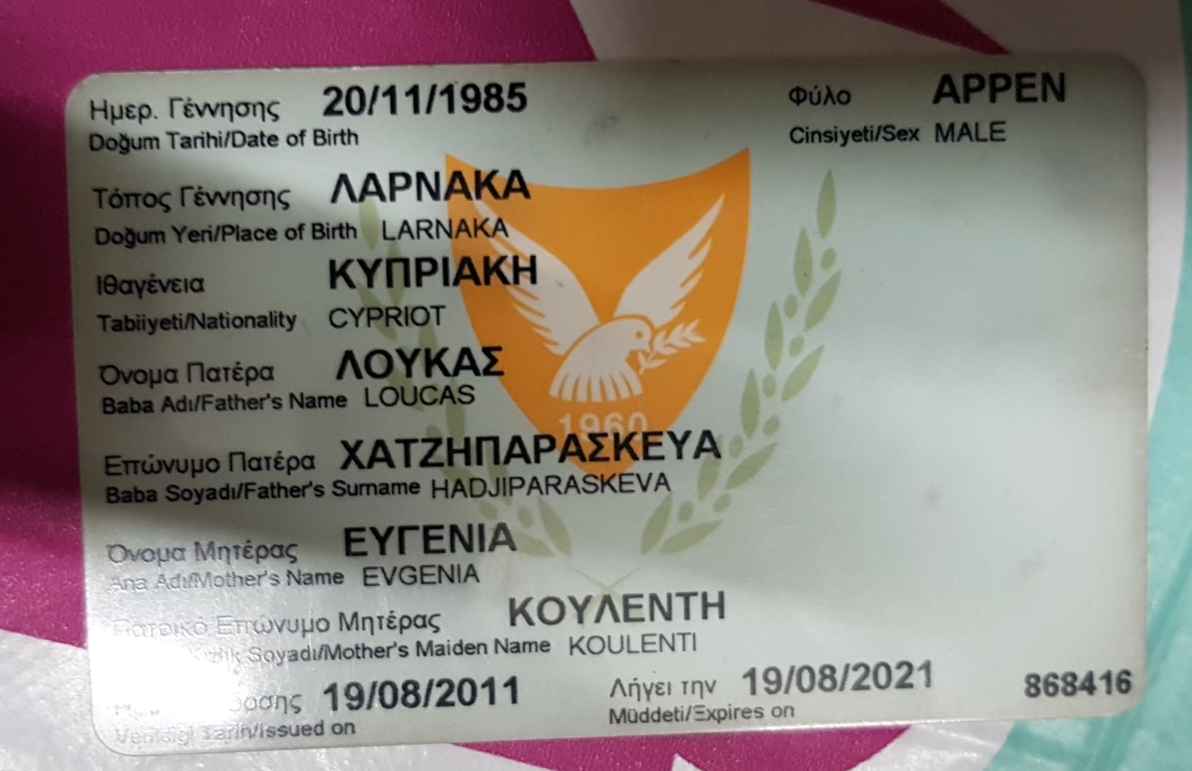 Ημερ. Γέννησης 20/11/1985 Φύλο ΑΡΡΕΝ
Doğum Tarihi/Date of Birth Cinsiyeti/Sex MALE
Τόπος Γέννησης ΛΑΡΝΑΚΑ
Doğum Yeri/Place of Birth LARNAKA
Ιθαγένεια ΚΥΠΡΙΑΚΗ
Tabiiyeti/Nationality CYPRIOT
Όνομα Πατέρα ΛΟΥΚΑΣ
Baba Adı/Father's Name LOUCAS
1960
Επώνυμο Πατέρα ΧΑΤΖΗΠΑΡΑΣΚΕΥΑ
Baba Soyadı/Father's Surname HADJIPARASKEVA
Όνομα Μητέρας ΕΥΓΕΝΙΑ
Ana Adı/Mother's Name EVGENIA
Πατρικό Επώνυμο Μητέρας ΚΟΥΛΕΝΤΗ
Soyadı/Mother's Maiden Name KOULENTI
19/08/2011 Λήγει την 19/08/2021 868416
Tarihi/Issued on Müddeti/Expires on